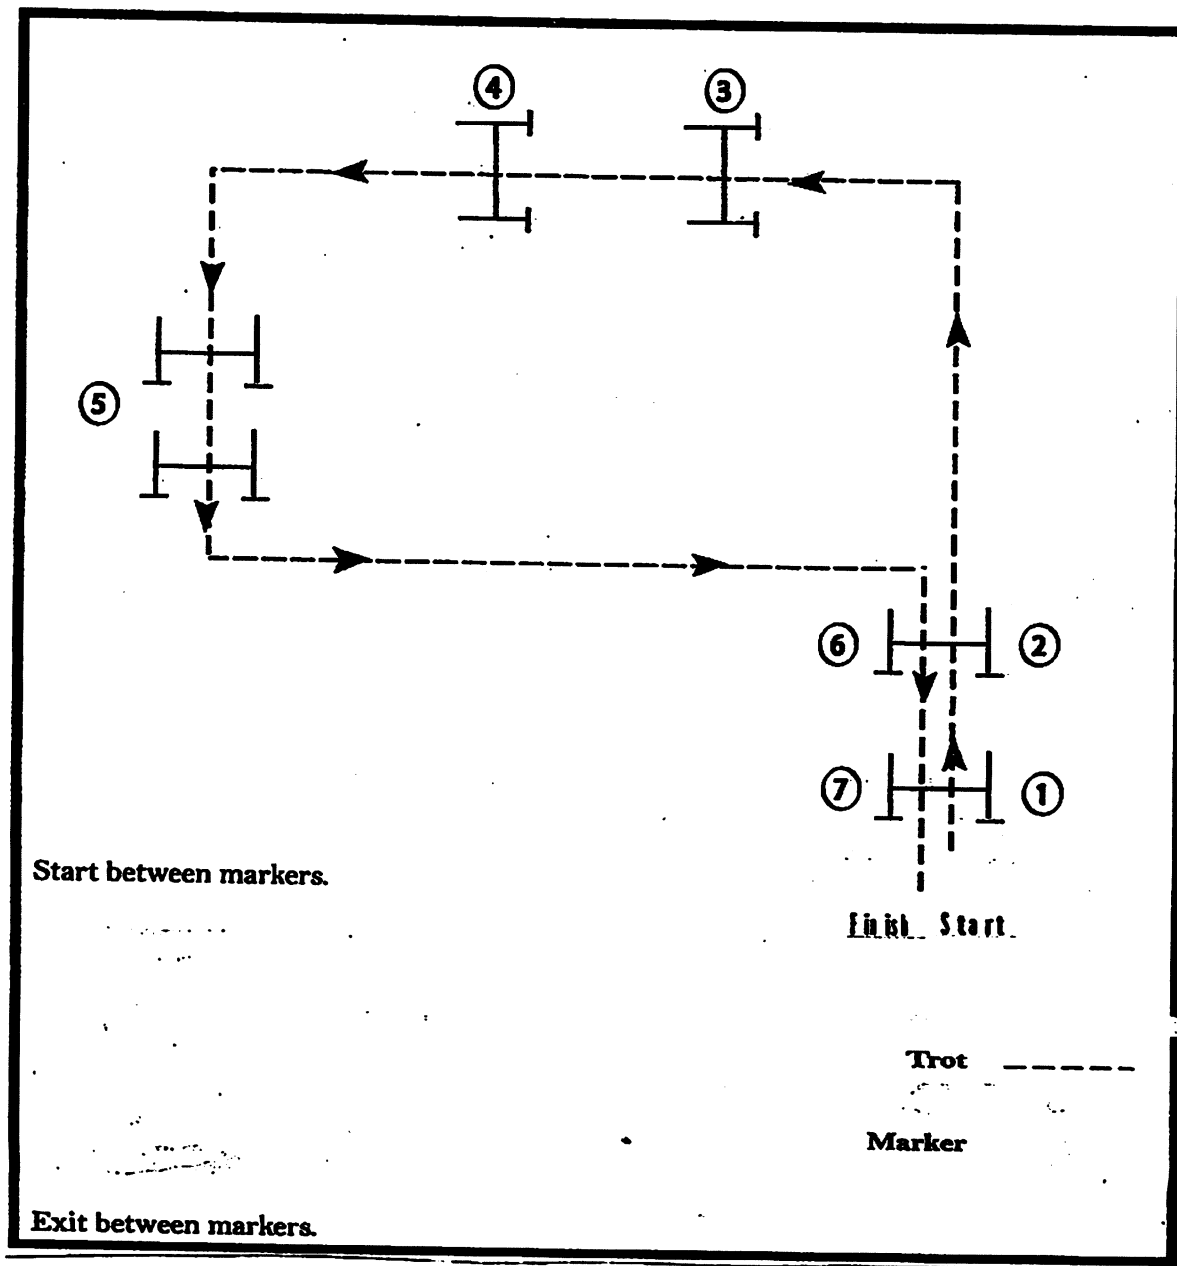 ④ ③
⑤
⑥ ②
⑦ ①
Start between markers.
Finish Start
Trot
Marker
Exit between markers.